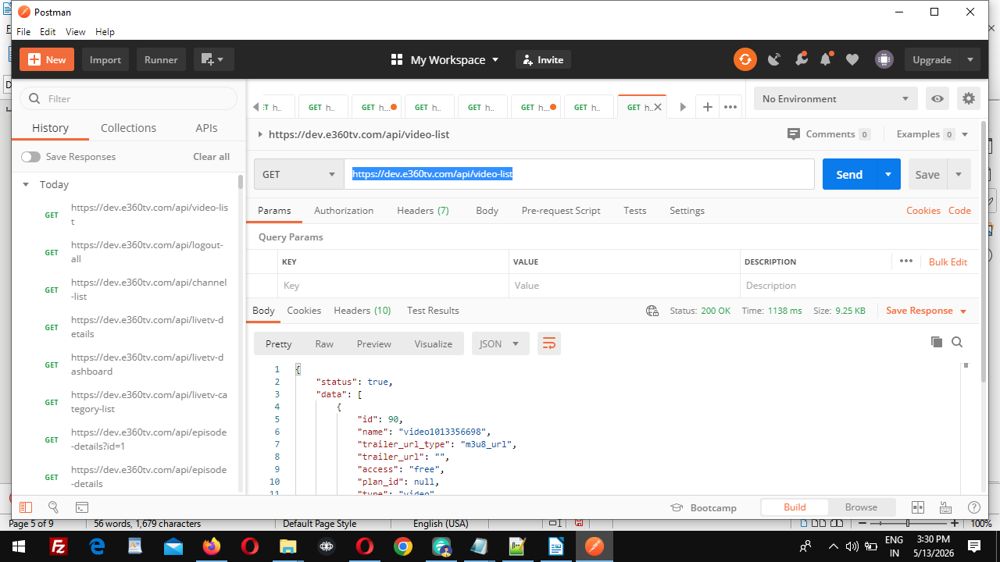 Postman
File Edit View Help
New Import Runner My Workspace Invite Upgrade
Filter
History Collections APIs
Save Responses Clear all
Today
GET https://dev.e360tv.com/api/video-lis
t
GET https://dev.e360tv.com/api/logout-
all
GET https://dev.e360tv.com/api/channel
-list
GET https://dev.e360tv.com/api/livetv-d
etails
GET https://dev.e360tv.com/api/livetv-d
ashboard
GET https://dev.e360tv.com/api/livetv-ca
tegory-list
GET https://dev.e360tv.com/api/episode
-details?id=1
GET https://dev.e360tv.com/api/episode
-details
GET h.. GET h.. GET h.. GET h.. GET h.. GET h.. GET h..
No Environment
https://dev.e360tv.com/api/video-list
Comments 0 Examples 0
GET https://dev.e360tv.com/api/video-list Send Save
Params Authorization Headers (7) Body Pre-request Script Tests Settings Cookies Code
Query Params
KEY VALUE DESCRIPTION Bulk Edit
Key Value Description
Body Cookies Headers (10) Test Results Status: 200 OK Time: 1138 ms Size: 9.25 KB Save Response
Pretty Raw Preview Visualize JSON
1 {
2 "status": true,
3 "data": [
4 {
5 "id": 90,
6 "name": "video1013356698",
7 "trailer_url_type": "m3u8_url",
8 "trailer_url": "",
9 "access": "free",
10 "plan_id": null,
11 "type": "video"
Bootcamp Build Browse
Page 5 of 9 56 words, 1,679 characters Default Page Style English (USA) 100%
ENG
IN
3:30 PM
5/13/2026